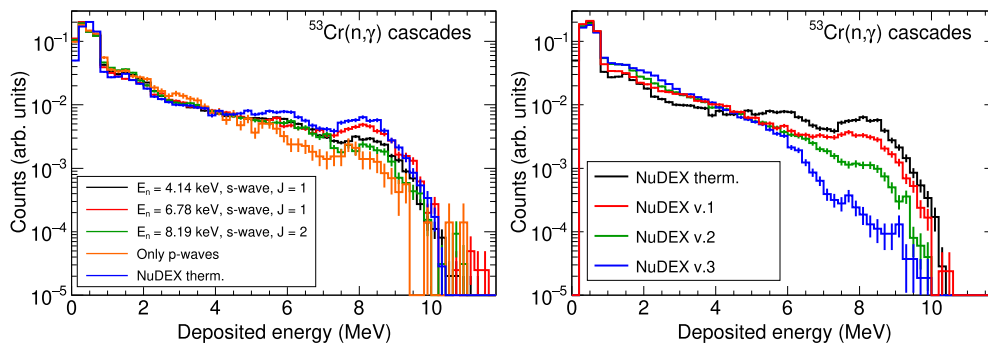 ⁵³Cr(n,γ) cascades
Counts (arb. units)
10⁻¹
10⁻²
10⁻³
10⁻⁴
10⁻⁵
Eₙ = 4.14 keV, s-wave, J = 1
Eₙ = 6.78 keV, s-wave, J = 1
Eₙ = 8.19 keV, s-wave, J = 2
Only p-waves
NuDEX therm.
0 2 4 6 8 10
Deposited energy (MeV)
⁵³Cr(n,γ) cascades
Counts (arb. units)
10⁻¹
10⁻²
10⁻³
10⁻⁴
10⁻⁵
NuDEX therm.
NuDEX v.1
NuDEX v.2
NuDEX v.3
0 2 4 6 8 10
Deposited energy (MeV)